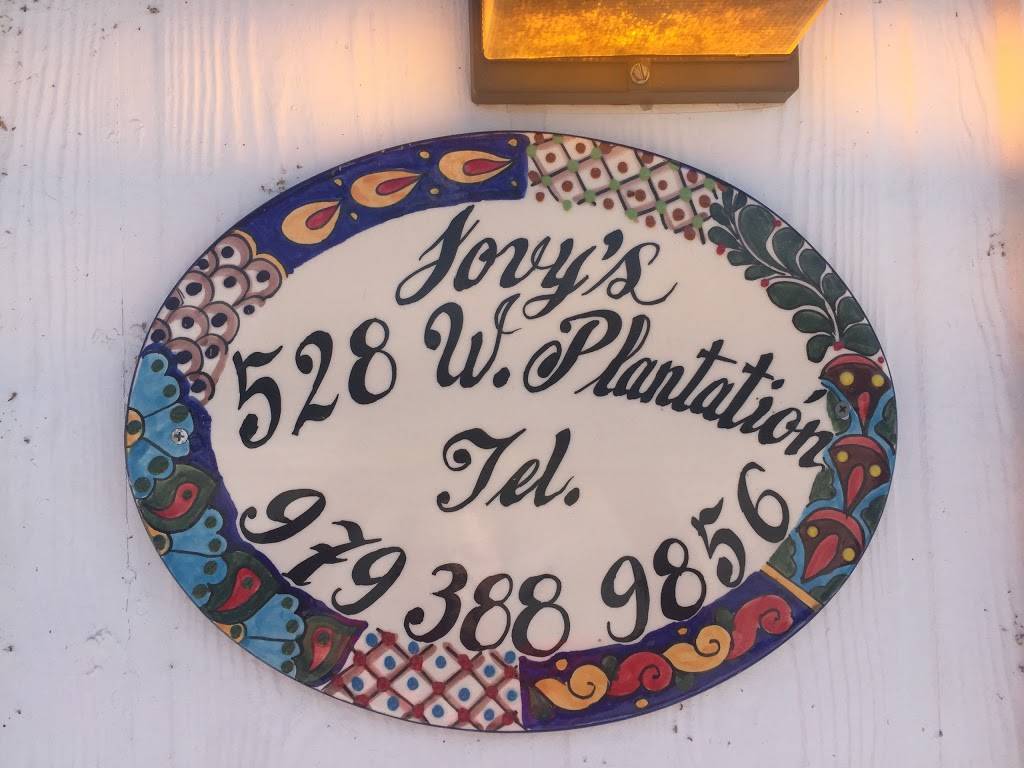 Jovy's
528 W. Plantatión
Tel.
979 388 9856